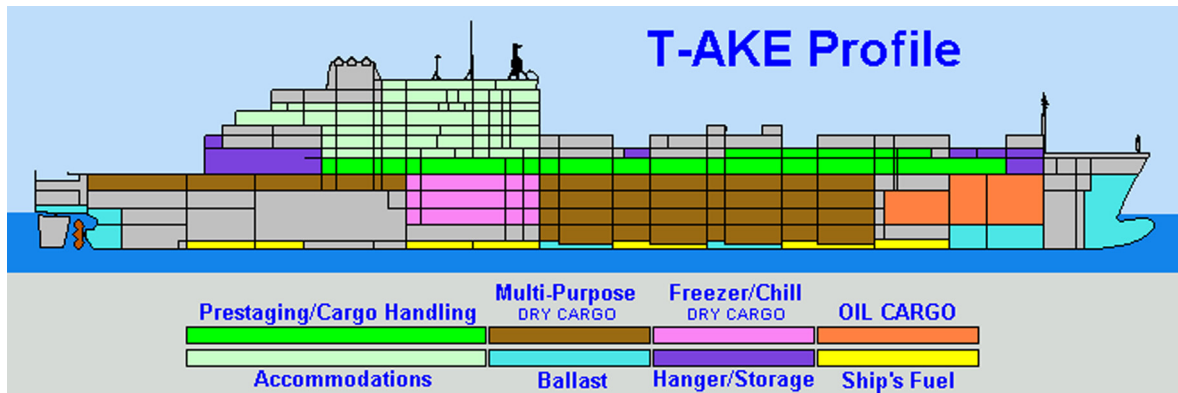 T-AKE Profile
Prestaging/Cargo Handling
Multi-Purpose
DRY CARGO
Freezer/Chill
DRY CARGO
OIL CARGO
Accommodations
Ballast
Hanger/Storage
Ship's Fuel